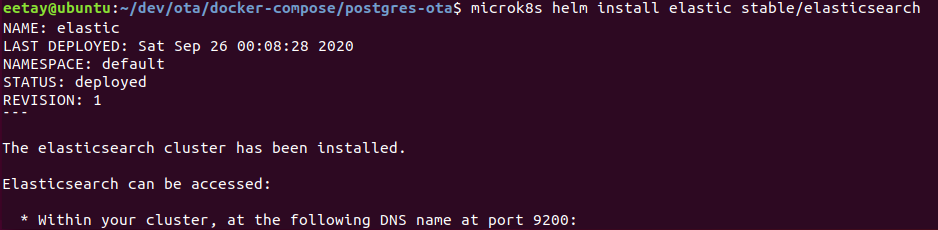 eetay@ubuntu:~/dev/ota/docker-compose/postgres-ota$ microk8s helm install elastic stable/elasticsearch
NAME: elastic
LAST DEPLOYED: Sat Sep 26 00:08:28 2020
NAMESPACE: default
STATUS: deployed
REVISION: 1
---
The elasticsearch cluster has been installed.
Elasticsearch can be accessed:
* Within your cluster, at the following DNS name at port 9200: